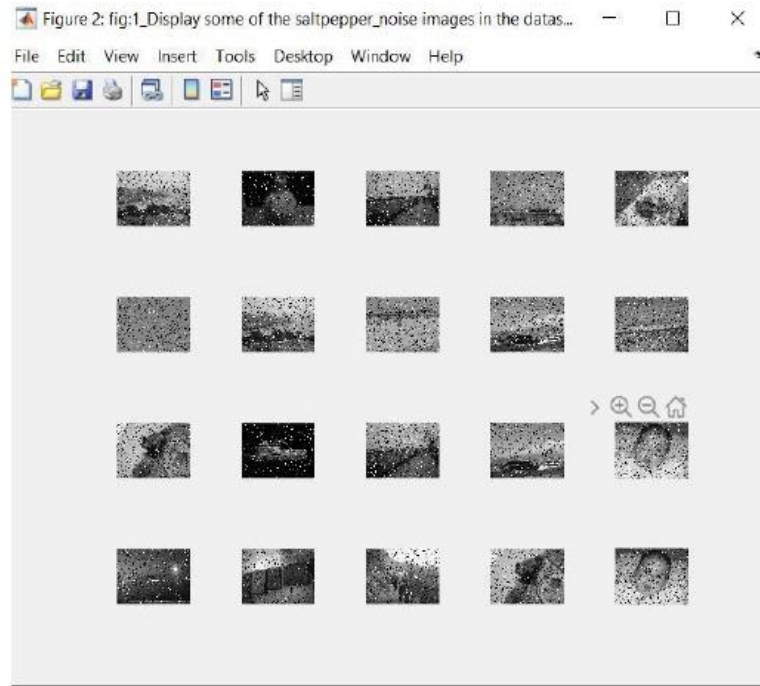 Figure 2: fig:1_Display some of the saltpepper_noise images in the datas...
File Edit View Insert Tools Desktop Window Help